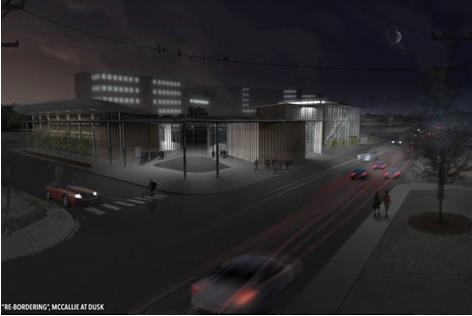 "RE-BORDERING", MCCALLIE AT DUSK